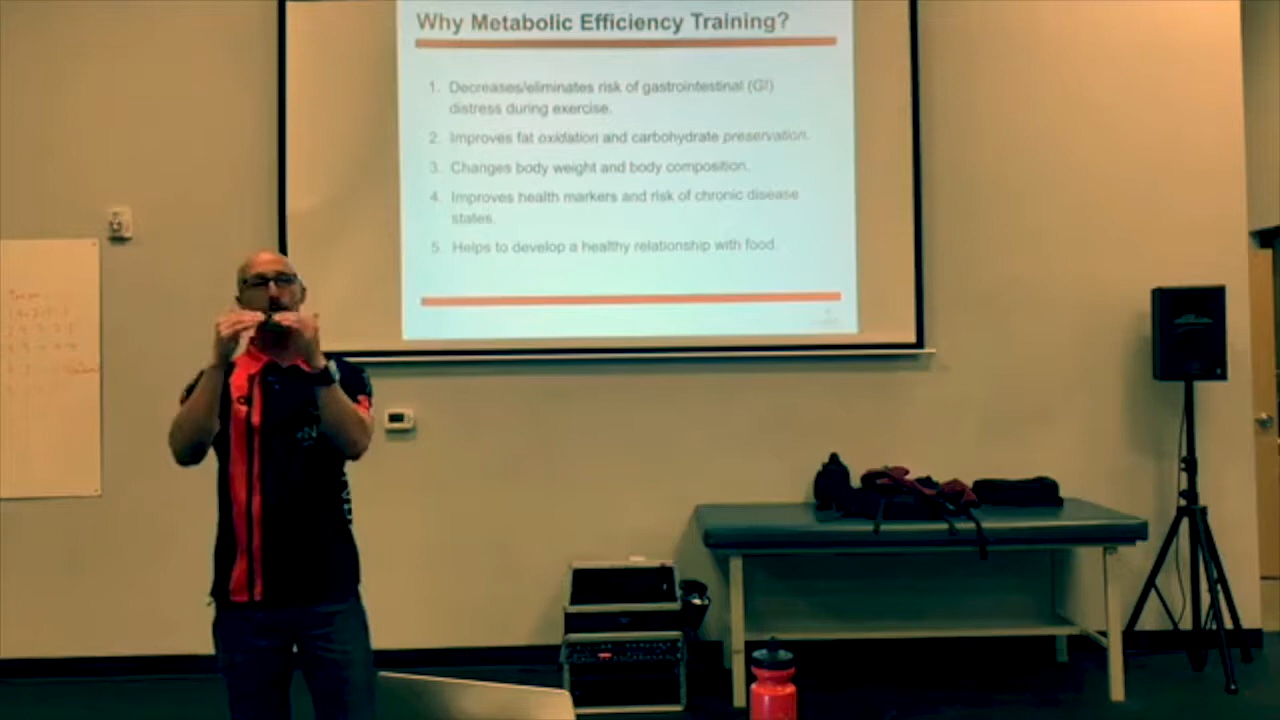 Why Metabolic Efficiency Training?
1. Decreases/eliminates risk of gastrointestinal (GI)
distress during exercise.
2. Improves fat oxidation and carbohydrate preservation.
3. Changes body weight and body composition.
4. Improves health markers and risk of chronic disease
states.
5. Helps to develop a healthy relationship with food.